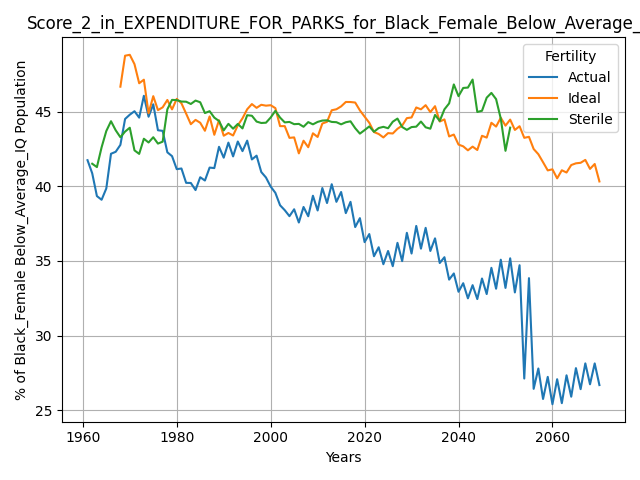 Score_2_in_EXPENDITURE_FOR_PARKS_for_Black_Female_Below_Average_
Fertility
Actual
Ideal
Sterile
% of Black_Female Below_Average_IQ Population
45
40
35
30
25
1960
1980
2000
2020
2040
2060
Years